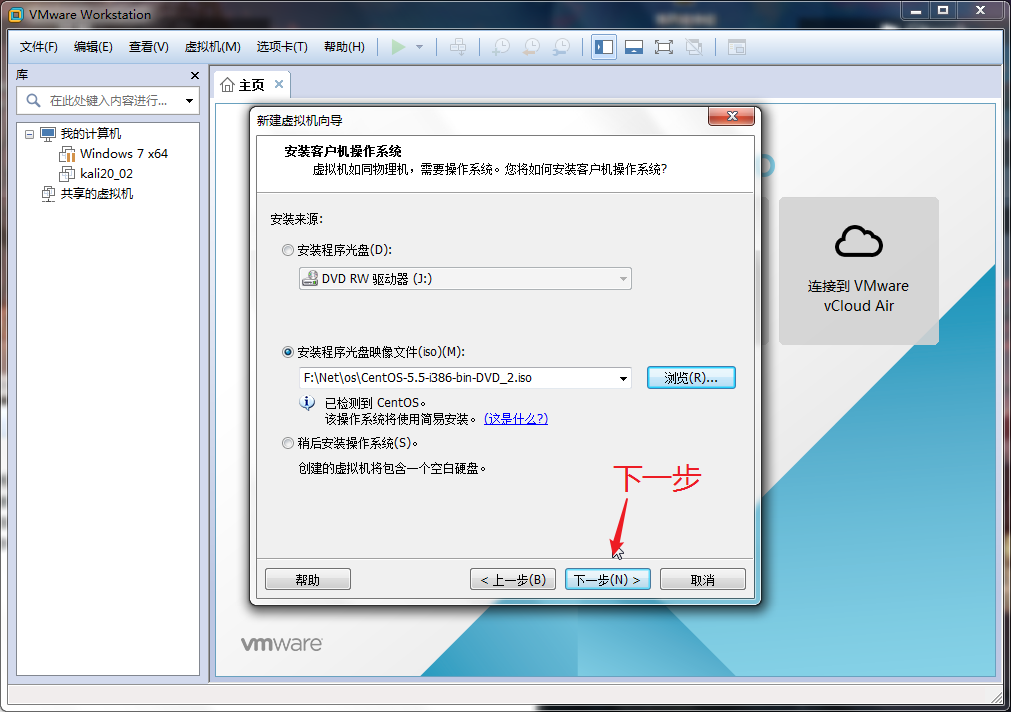 VMware Workstation
文件(F) 编辑(E) 查看(V) 虚拟机(M) 选项卡(T) 帮助(H)
库
在此处键入内容进行...
我的计算机
Windows 7 x64
kali20_02
共享的虚拟机
主页
连接到 VMware
vCloud Air
新建虚拟机向导
安装客户机操作系统
虚拟机如同物理机，需要操作系统。您将如何安装客户机操作系统?
安装来源:
安装程序光盘(D):
DVD RW 驱动器 (J:)
安装程序光盘映像文件(iso)(M):
F:\Net\os\CentOS-5.5-i386-bin-DVD_2.iso
浏览(R)...
已检测到 CentOS。
该操作系统将使用简易安装。 (这是什么?)
稍后安装操作系统(S)。
创建的虚拟机将包含一个空白硬盘。
下一步
帮助
< 上一步(B)
下一步(N) >
取消
vmware